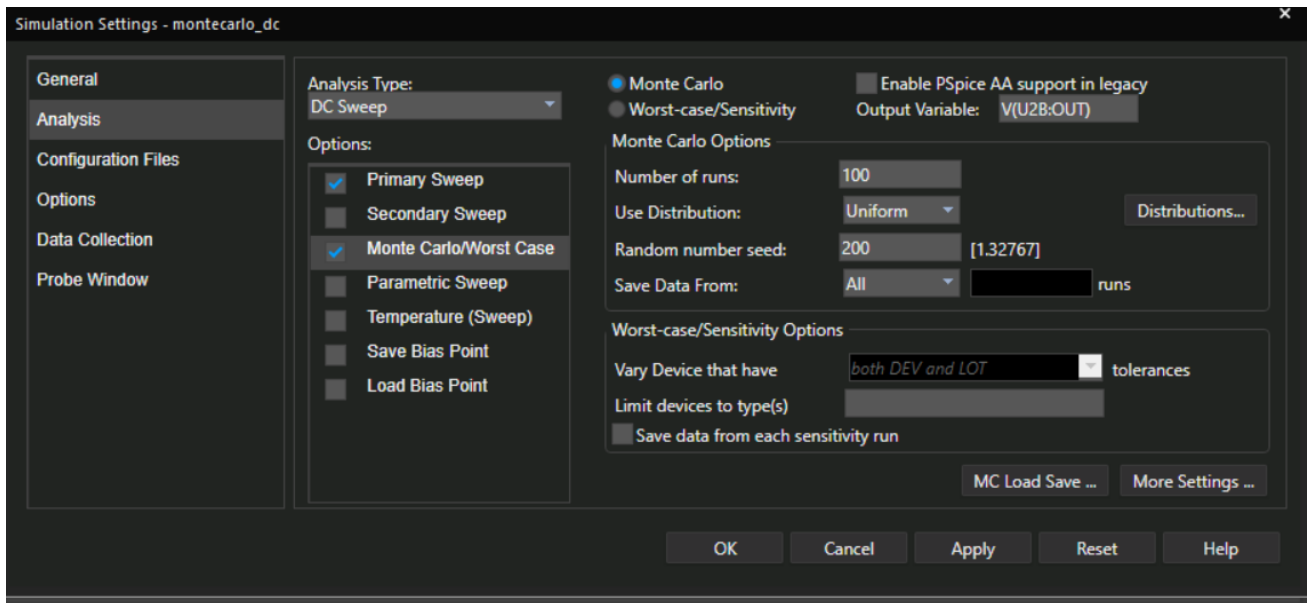 Simulation Settings - montecarlo_dc
×
General
Analysis
Configuration Files
Options
Data Collection
Probe Window
Analysis Type:
DC Sweep
Options:
Primary Sweep
Secondary Sweep
Monte Carlo/Worst Case
Parametric Sweep
Temperature (Sweep)
Save Bias Point
Load Bias Point
Monte Carlo
Enable PSpice AA support in legacy
Worst-case/Sensitivity
Output Variable: V(U2B:OUT)
Monte Carlo Options
Number of runs: 100
Use Distribution: Uniform Distributions...
Random number seed: 200 [1.32767]
Save Data From: All runs
Worst-case/Sensitivity Options
Vary Device that have both DEV and LOT tolerances
Limit devices to type(s)
Save data from each sensitivity run
MC Load Save ... More Settings ...
OK Cancel Apply Reset Help